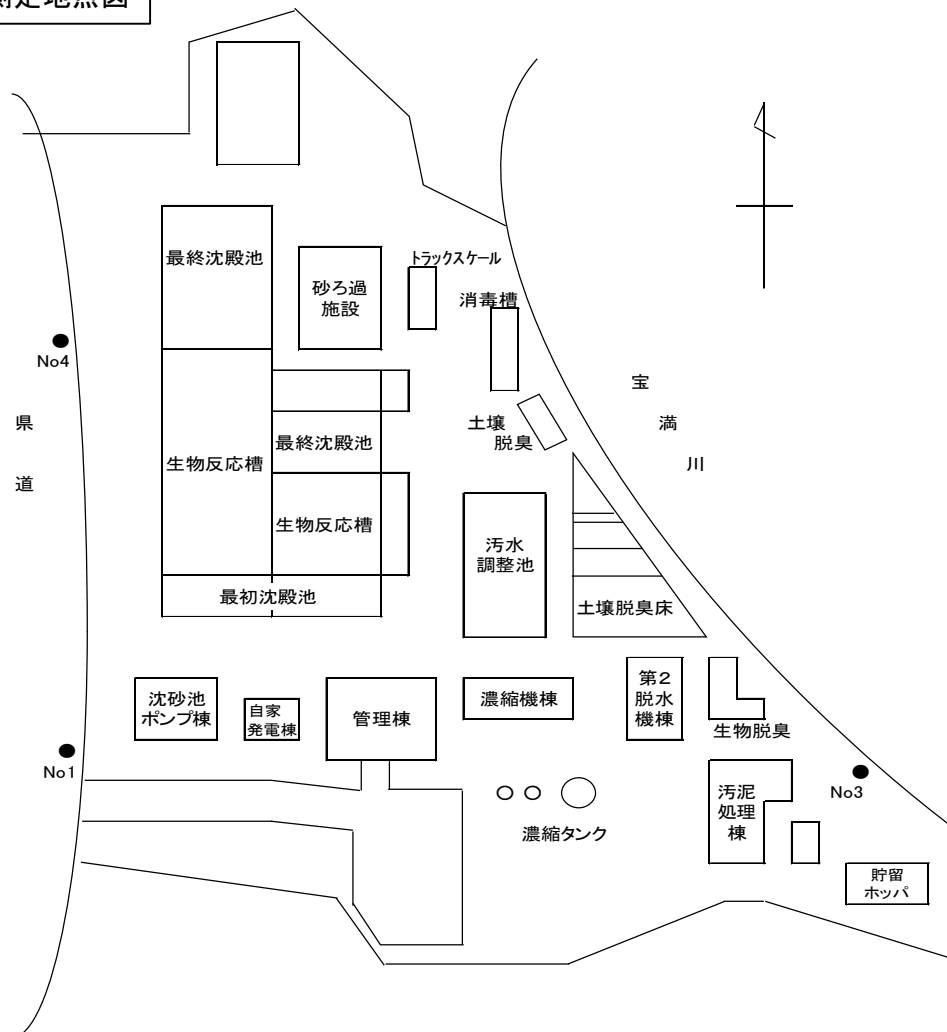 測定地点図
最終沈殿池
砂ろ過
施設
トラックスケール
消毒槽
No4
県
道
宝
満
川
土壌
脱臭
最終沈殿池
生物反応槽
生物反応槽
汚水
調整池
最初沈殿池
土壌脱臭床
沈砂池
ポンプ棟
自家
発電棟
管理棟
濃縮機棟
第2
脱水
機棟
生物脱臭
No1
No3
汚泥
処理
棟
濃縮タンク
貯留
ホッパ